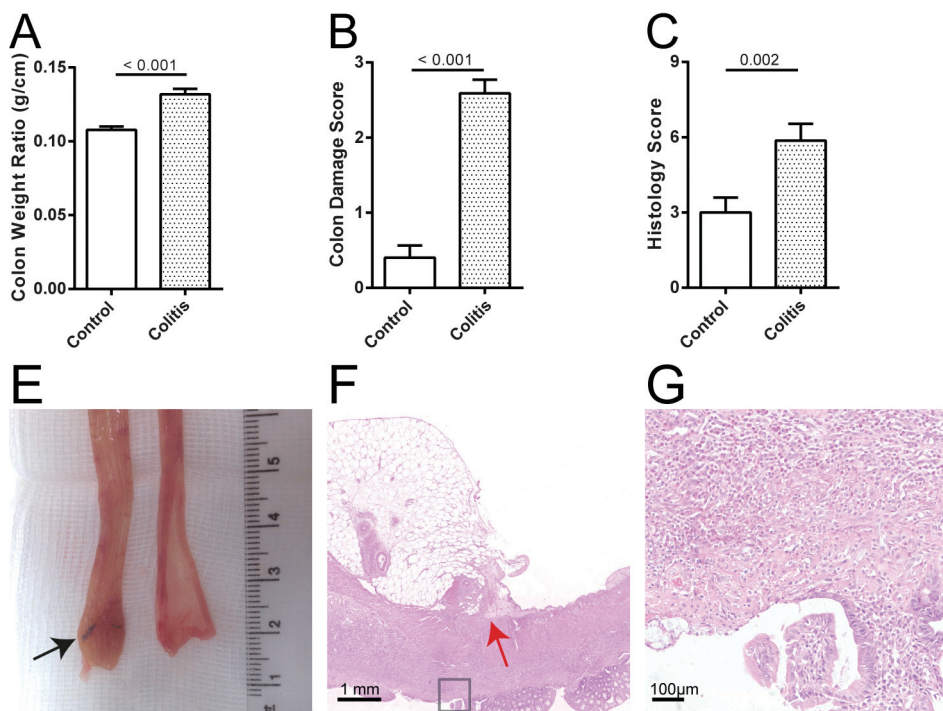 A
Colon Weight Ratio (g/cm)
0.15
0.10
0.05
0.00
< 0.001
Control
Colitis
B
Colon Damage Score
3
2
1
0
< 0.001
Control
Colitis
C
Histology Score
9
6
3
0
0.002
Control
Colitis
E
5
4
3
2
1
F
1 mm
G
100µm